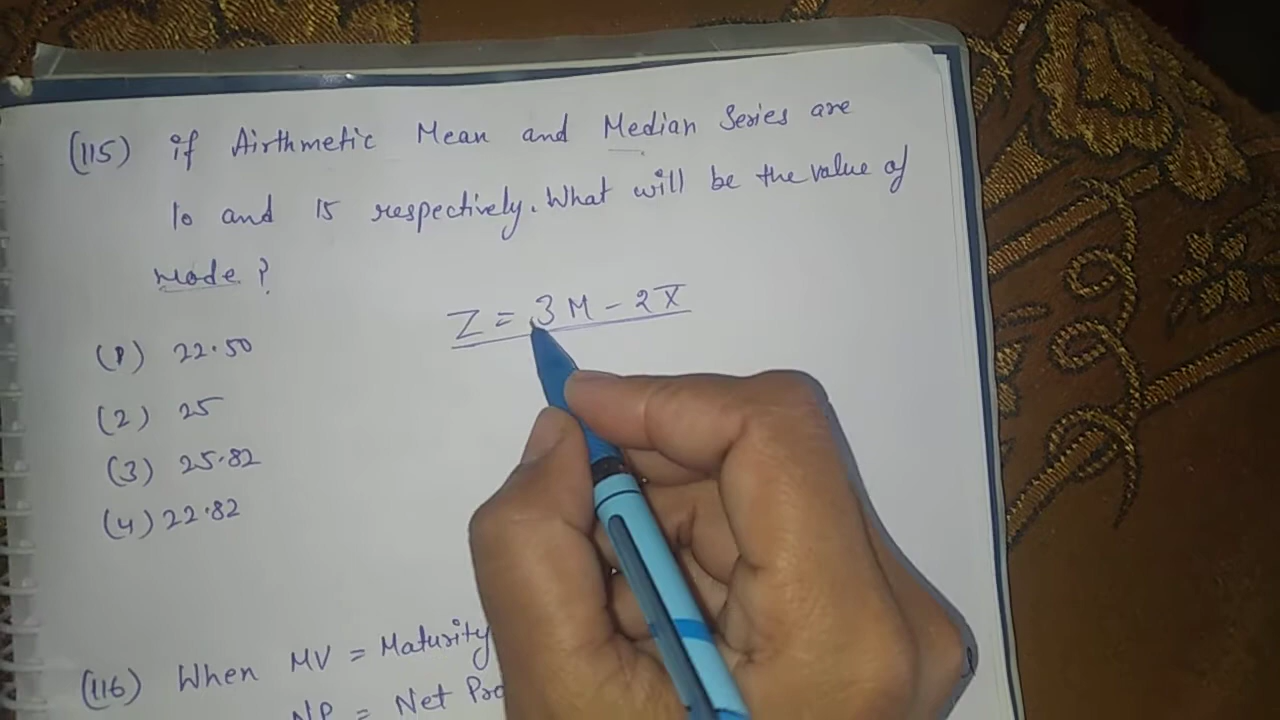 (115) if Airthmetic Mean and Median Series are
10 and 15 respectively. What will be the value of
mode ?
Z = 3M - 2X̅
(1) 22.50
(2) 25
(3) 25.82
(4) 22.82
(116) When MV = Maturity
NP = Net Pro